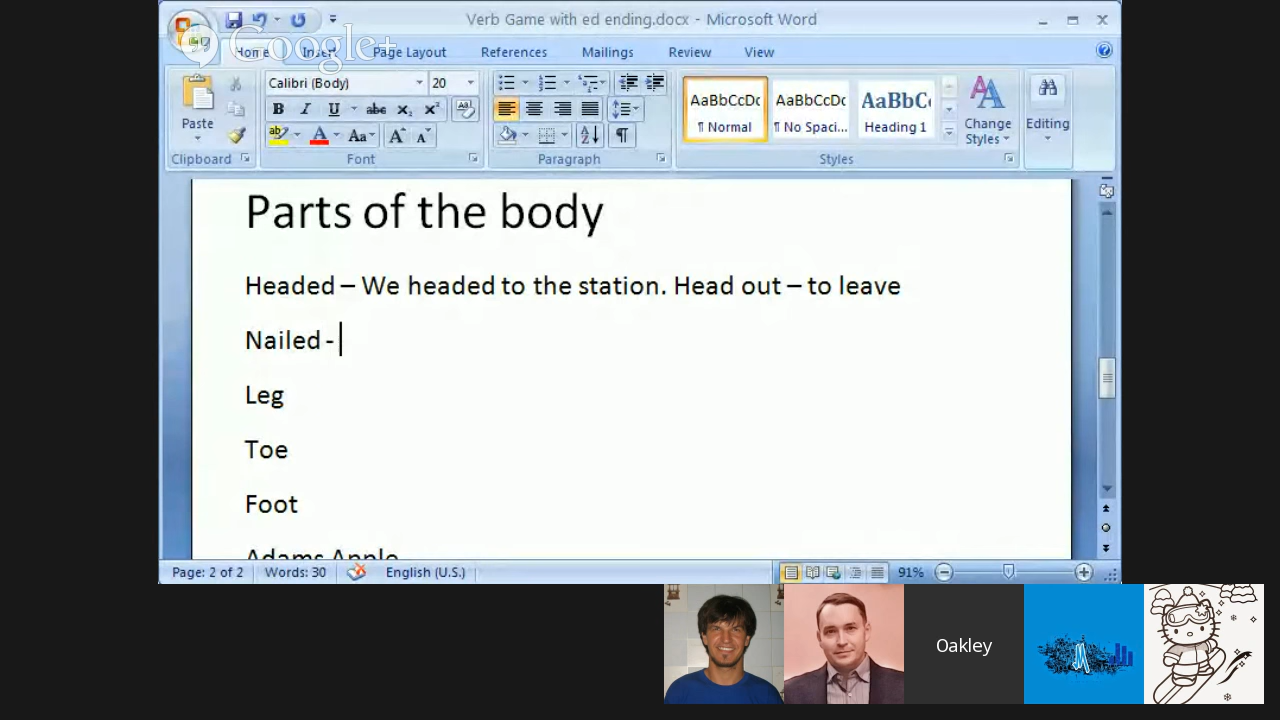 Verb Game with ed ending.docx - Microsoft Word
Google+
Home Insert Page Layout References Mailings Review View
Calibri (Body) 20
AaBbCcDc AaBbCcDc AaBbC
¶ Normal ¶ No Spaci... Heading 1
Paste
Change Styles
Editing
Clipboard Font Paragraph Styles
Parts of the body
Headed – We headed to the station. Head out – to leave
Nailed -
Leg
Toe
Foot
Adams Apple
Page: 2 of 2 Words: 30 English (U.S.) 91%
Oakley